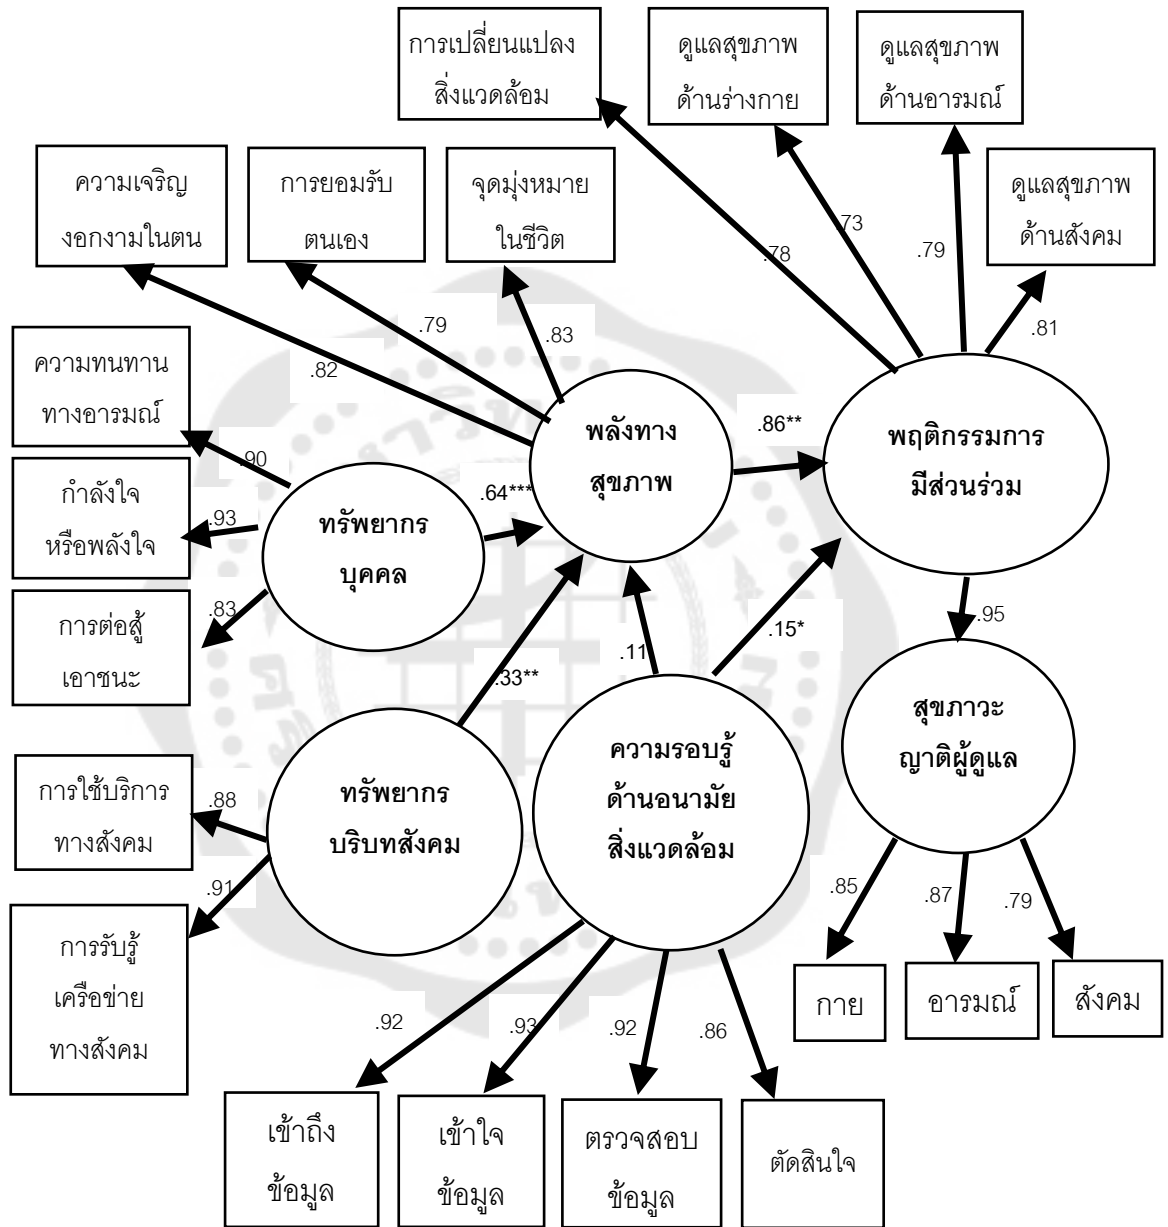 การเปลี่ยนแปลง
สิ่งแวดล้อม
ดูแลสุขภาพ
ด้านร่างกาย
ดูแลสุขภาพ
ด้านอารมณ์
ความเจริญ
งอกงามในตน
การยอมรับ
ตนเอง
จุดมุ่งหมาย
ในชีวิต
ดูแลสุขภาพ
ด้านสังคม
.78
.73
.79
.81
.82
.79
.83
ความทนทาน
ทางอารมณ์
.90
กำลังใจ
หรือพลังใจ
.93
การต่อสู้
เอาชนะ
.83
ทรัพยากร
บุคคล
.64***
พลังทาง
สุขภาพ
.86**
พฤติกรรมการ
มีส่วนร่วม
.33**
.11
.15*
.95
การใช้บริการ
ทางสังคม
.88
การรับรู้
เครือข่าย
ทางสังคม
.91
ทรัพยากร
บริบทสังคม
ความรอบรู้
ด้านอนามัย
สิ่งแวดล้อม
สุขภาวะ
ญาติผู้ดูแล
.85
.87
.79
กาย
อารมณ์
สังคม
.92
.93
.92
.86
เข้าถึง
ข้อมูล
เข้าใจ
ข้อมูล
ตรวจสอบ
ข้อมูล
ตัดสินใจ